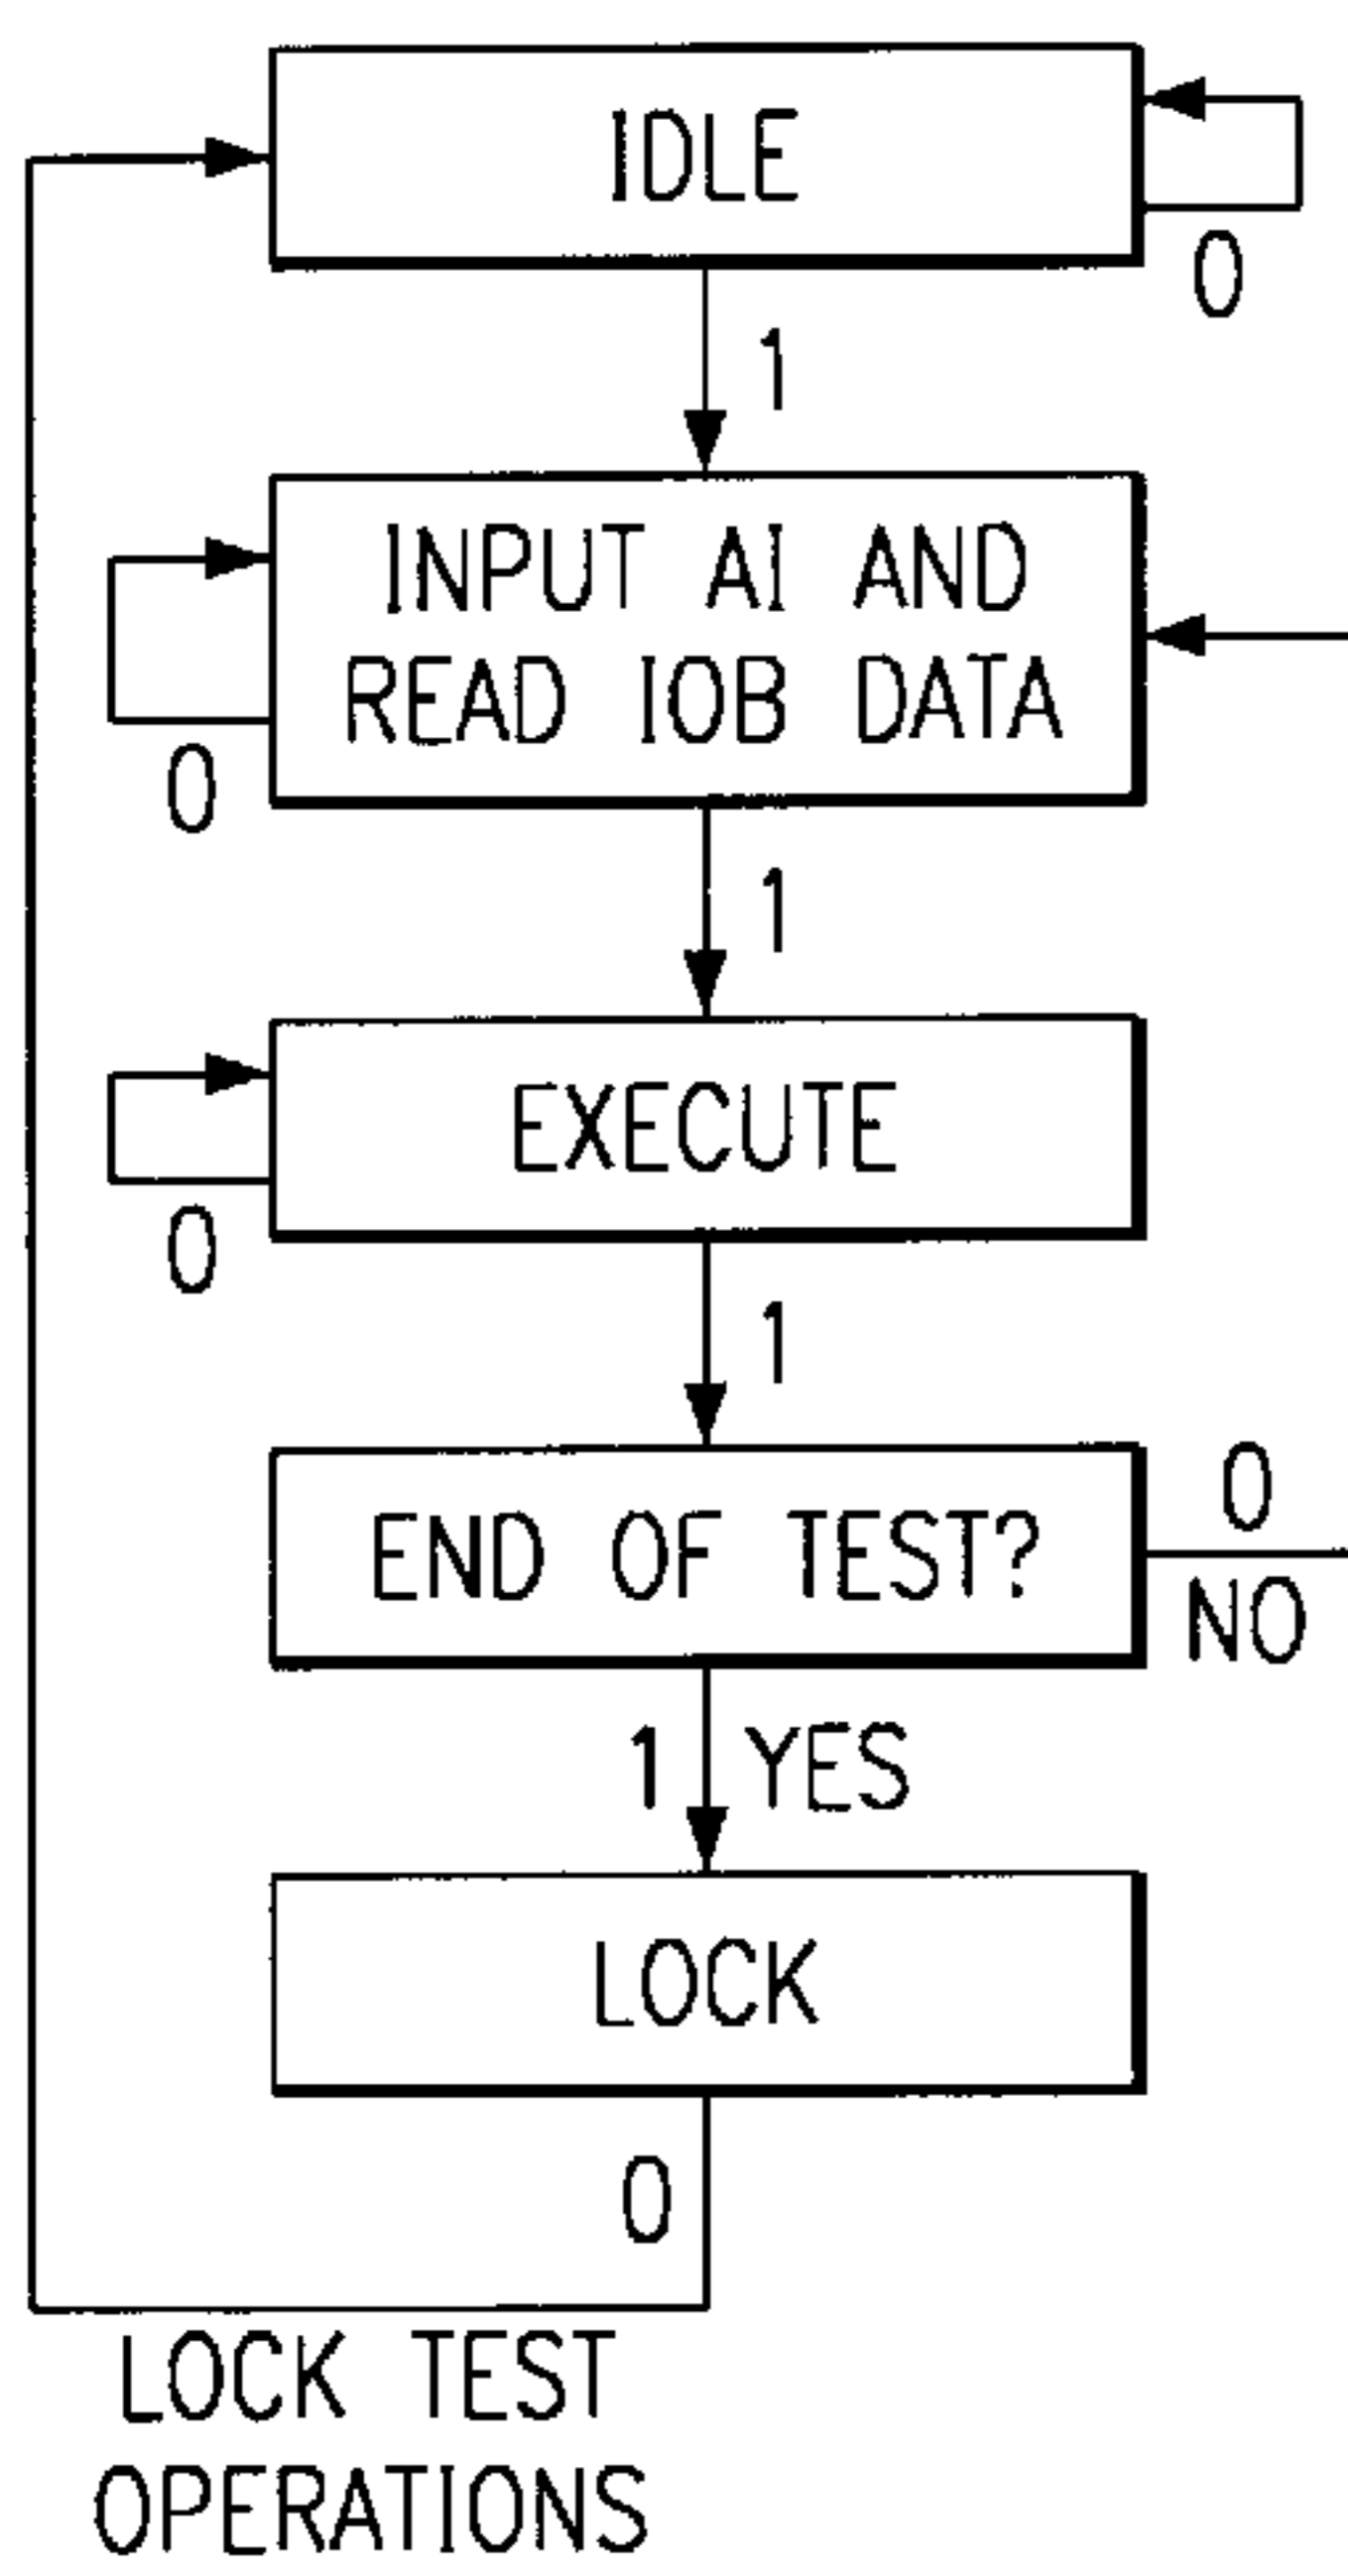 IDLE
0
1
INPUT AI AND
READ IOB DATA
0
1
EXECUTE
0
1
END OF TEST?
0
NO
1 YES
LOCK
0
LOCK TEST
OPERATIONS